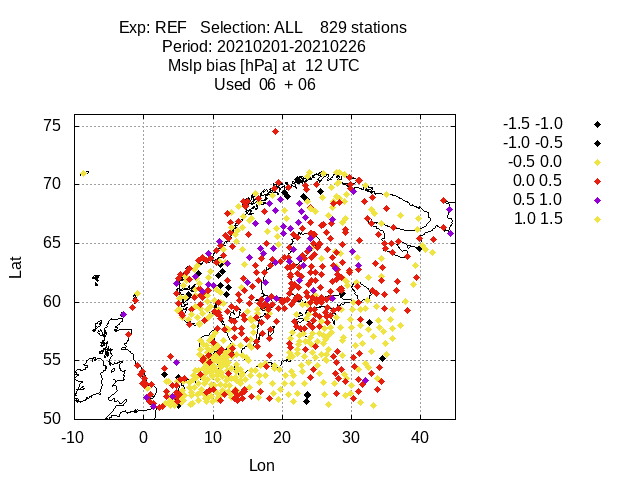 Exp: REF   Selection: ALL    829 stations
Period: 20210201-20210226
Mslp bias [hPa] at  12 UTC
Used  06  + 06
-1.5 -1.0
-1.0 -0.5
-0.5 0.0
0.0 0.5
0.5 1.0
1.0 1.5
75
70
65
60
55
50
Lat
-10 0 10 20 30 40
Lon